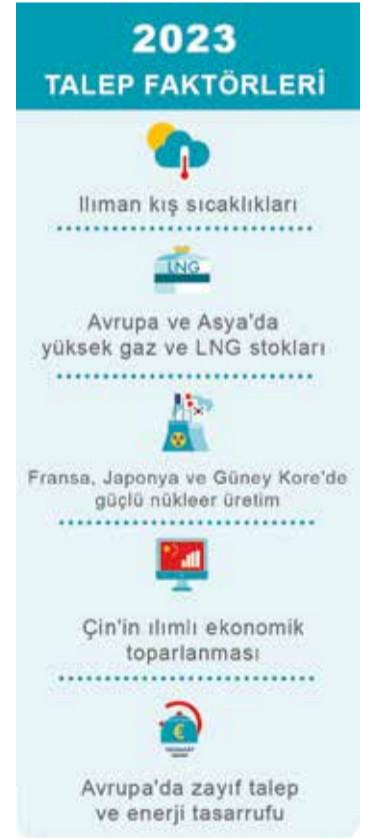 2023
TALEP FAKTÖRLERİ
Ilıman kış sıcaklıkları
LNG
Avrupa ve Asya'da
yüksek gaz ve LNG stokları
Fransa, Japonya ve Güney Kore'de
güçlü nükleer üretim
Çin'in ılımlı ekonomik
toparlanması
€
Avrupa'da zayıf talep
ve enerji tasarrufu